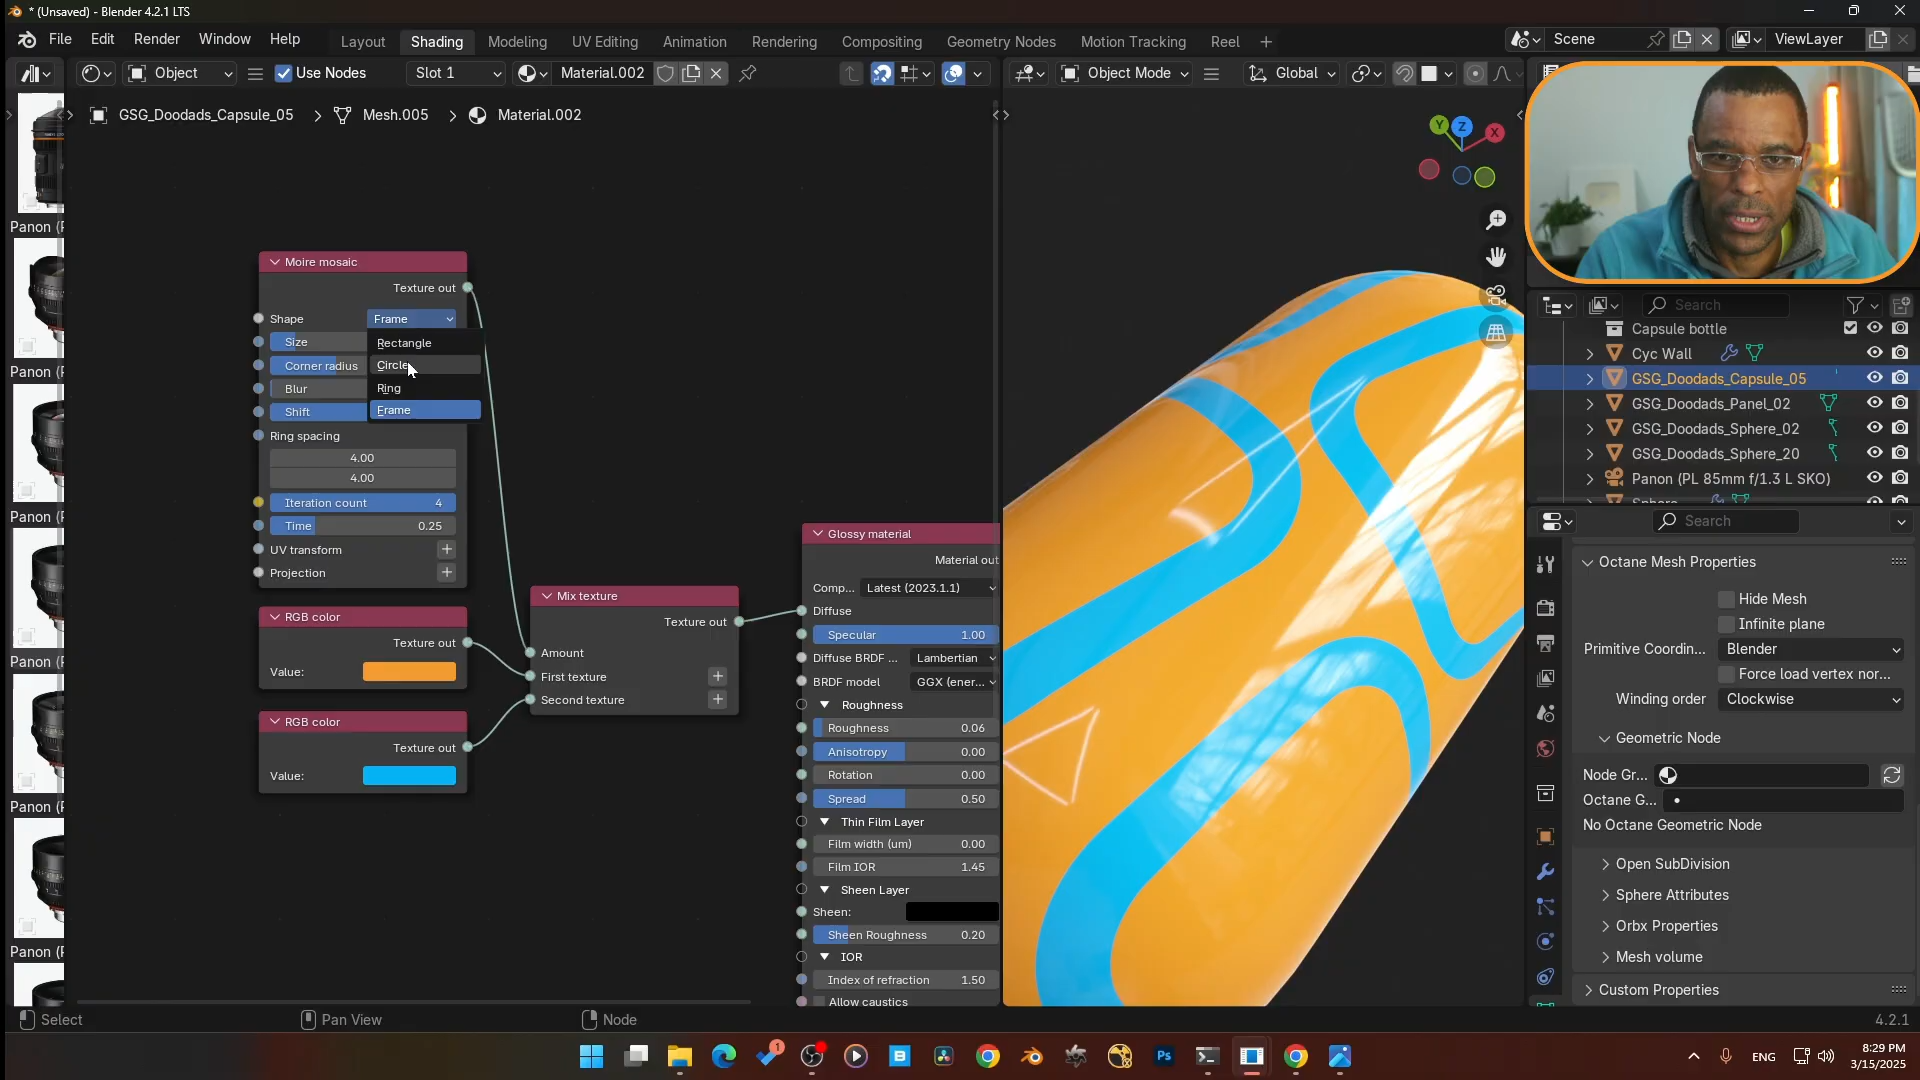 * (Unsaved) - Blender 4.2.1 LTS
File Edit Render Window Help
Layout Shading Modeling UV Editing Animation Rendering Compositing Geometry Nodes Motion Tracking Reel
Scene
ViewLayer
Object
Use Nodes
Slot 1
Material.002
Object Mode
Global
GSG_Doodads_Capsule_05
Mesh.005
Material.002
Y
Z
X
Panon (P
Panon (P
Panon (P
Panon (P
Panon (P
Panon (P
Moire mosaic
Texture out
Shape
Frame
Size
Rectangle
Corner radius
Circle
Blur
Ring
Shift
Frame
Ring spacing
4.00
4.00
Iteration count 4
Time 0.25
UV transform
Projection
RGB color
Texture out
Value:
RGB color
Texture out
Value:
Mix texture
Texture out
Amount
First texture
Second texture
Glossy material
Material out
Comp... Latest (2023.1.1)
Diffuse
Specular 1.00
Diffuse BRDF ... Lambertian
BRDF model GGX (ener...
Roughness
Roughness 0.06
Anisotropy 0.00
Rotation 0.00
Spread 0.50
Thin Film Layer
Film width (um) 0.00
Film IOR 1.45
Sheen Layer
Sheen:
Sheen Roughness 0.20
IOR
Index of refraction 1.50
Allow caustics
Search
Capsule bottle
Cyc Wall
GSG_Doodads_Capsule_05
GSG_Doodads_Panel_02
GSG_Doodads_Sphere_02
GSG_Doodads_Sphere_20
Panon (PL 85mm f/1.3 L SKO)
Sphere
Search
Octane Mesh Properties
Hide Mesh
Infinite plane
Primitive Coordin... Blender
Force load vertex nor...
Winding order Clockwise
Geometric Node
Node Gr...
Octane G...
No Octane Geometric Node
Open SubDivision
Sphere Attributes
Orbx Properties
Mesh volume
Custom Properties
Select
Pan View
Node
4.2.1
1
B
Ps
ENG
8:29 PM
3/15/2025